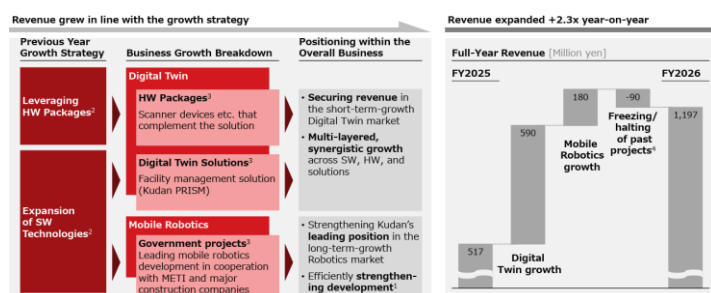 Revenue grew in line with the growth strategy
Previous Year
Growth Strategy
Business Growth Breakdown
Positioning within the
Overall Business
Leveraging
HW Packages²
Expansion
of SW
Technologies²
Digital Twin
HW Packages³
Scanner devices etc. that
complement the solution
Digital Twin Solutions³
Facility management solution
(Kudan PRISM)
Mobile Robotics
Government projects³
Leading mobile robotics
development in cooperation
with METI and major
construction companies
• Securing revenue in
the short-term-growth
Digital Twin market
• Multi-layered,
synergistic growth
across SW, HW, and
solutions
• Strengthening Kudan's
leading position in the
long-term-growth
Robotics market
• Efficiently strengthen-
ing development¹
Revenue expanded +2.3x year-on-year
Full-Year Revenue [Million yen]
FY2025
FY2026
517
590
Digital
Twin growth
180
Mobile
Robotics
growth
-90
Freezing/
halting
of past
projects⁴
1,197